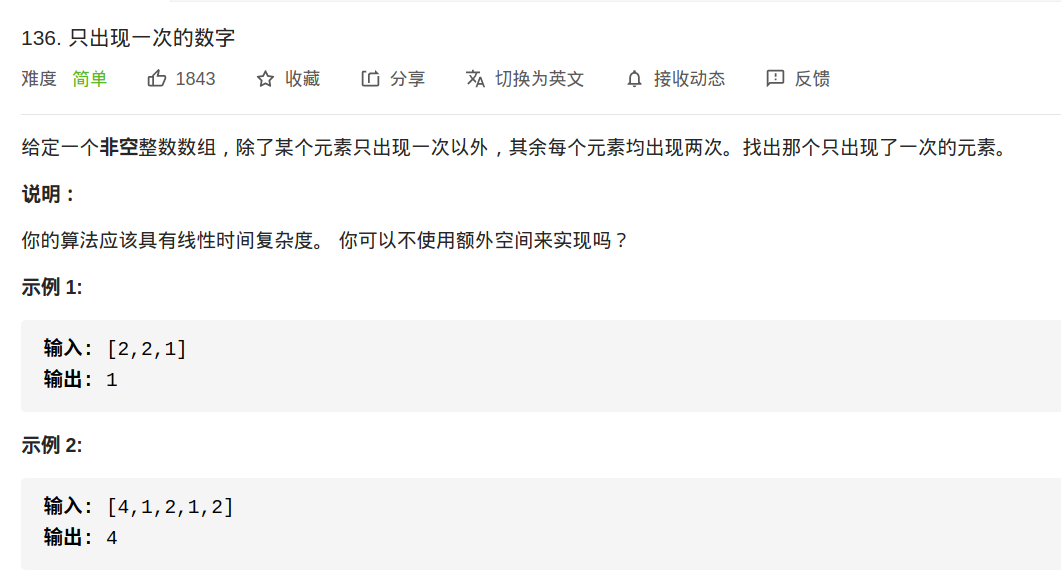 136. 只出现一次的数字
难度 简单 1843 收藏 分享 切换为英文 接收动态 反馈
给定一个非空整数数组，除了某个元素只出现一次以外，其余每个元素均出现两次。找出那个只出现了一次的元素。
说明：
你的算法应该具有线性时间复杂度。 你可以不使用额外空间来实现吗？
示例 1:
输入: [2,2,1]
输出: 1
示例 2:
输入: [4,1,2,1,2]
输出: 4